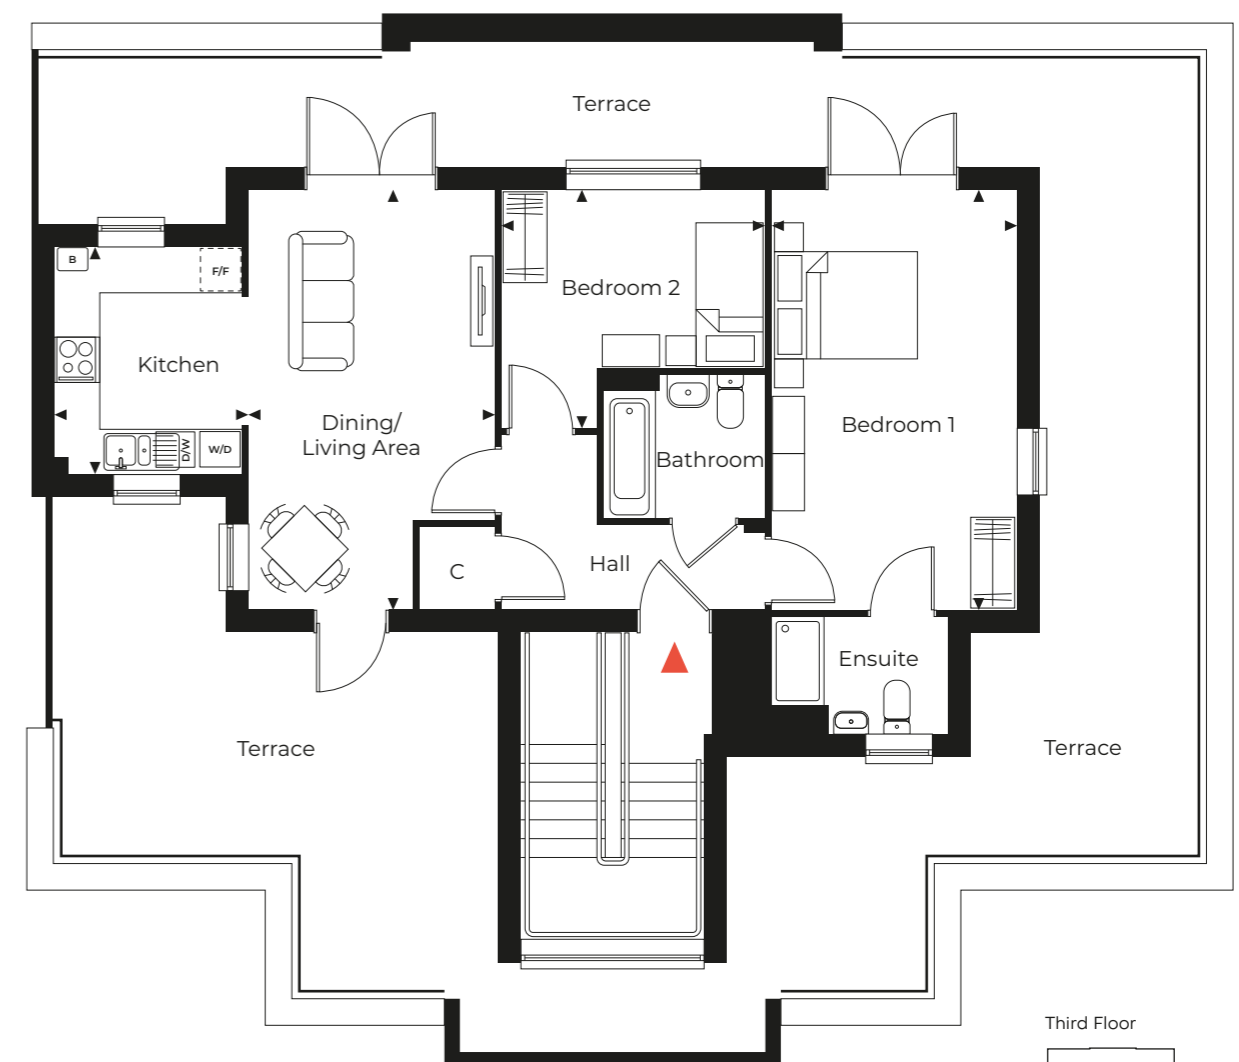 Terrace
B
F/F
Bedroom 2
Kitchen
Dining/
Living Area
Bedroom 1
D/W
W/D
Bathroom
C
Hall
Ensuite
Terrace
Terrace
Third Floor